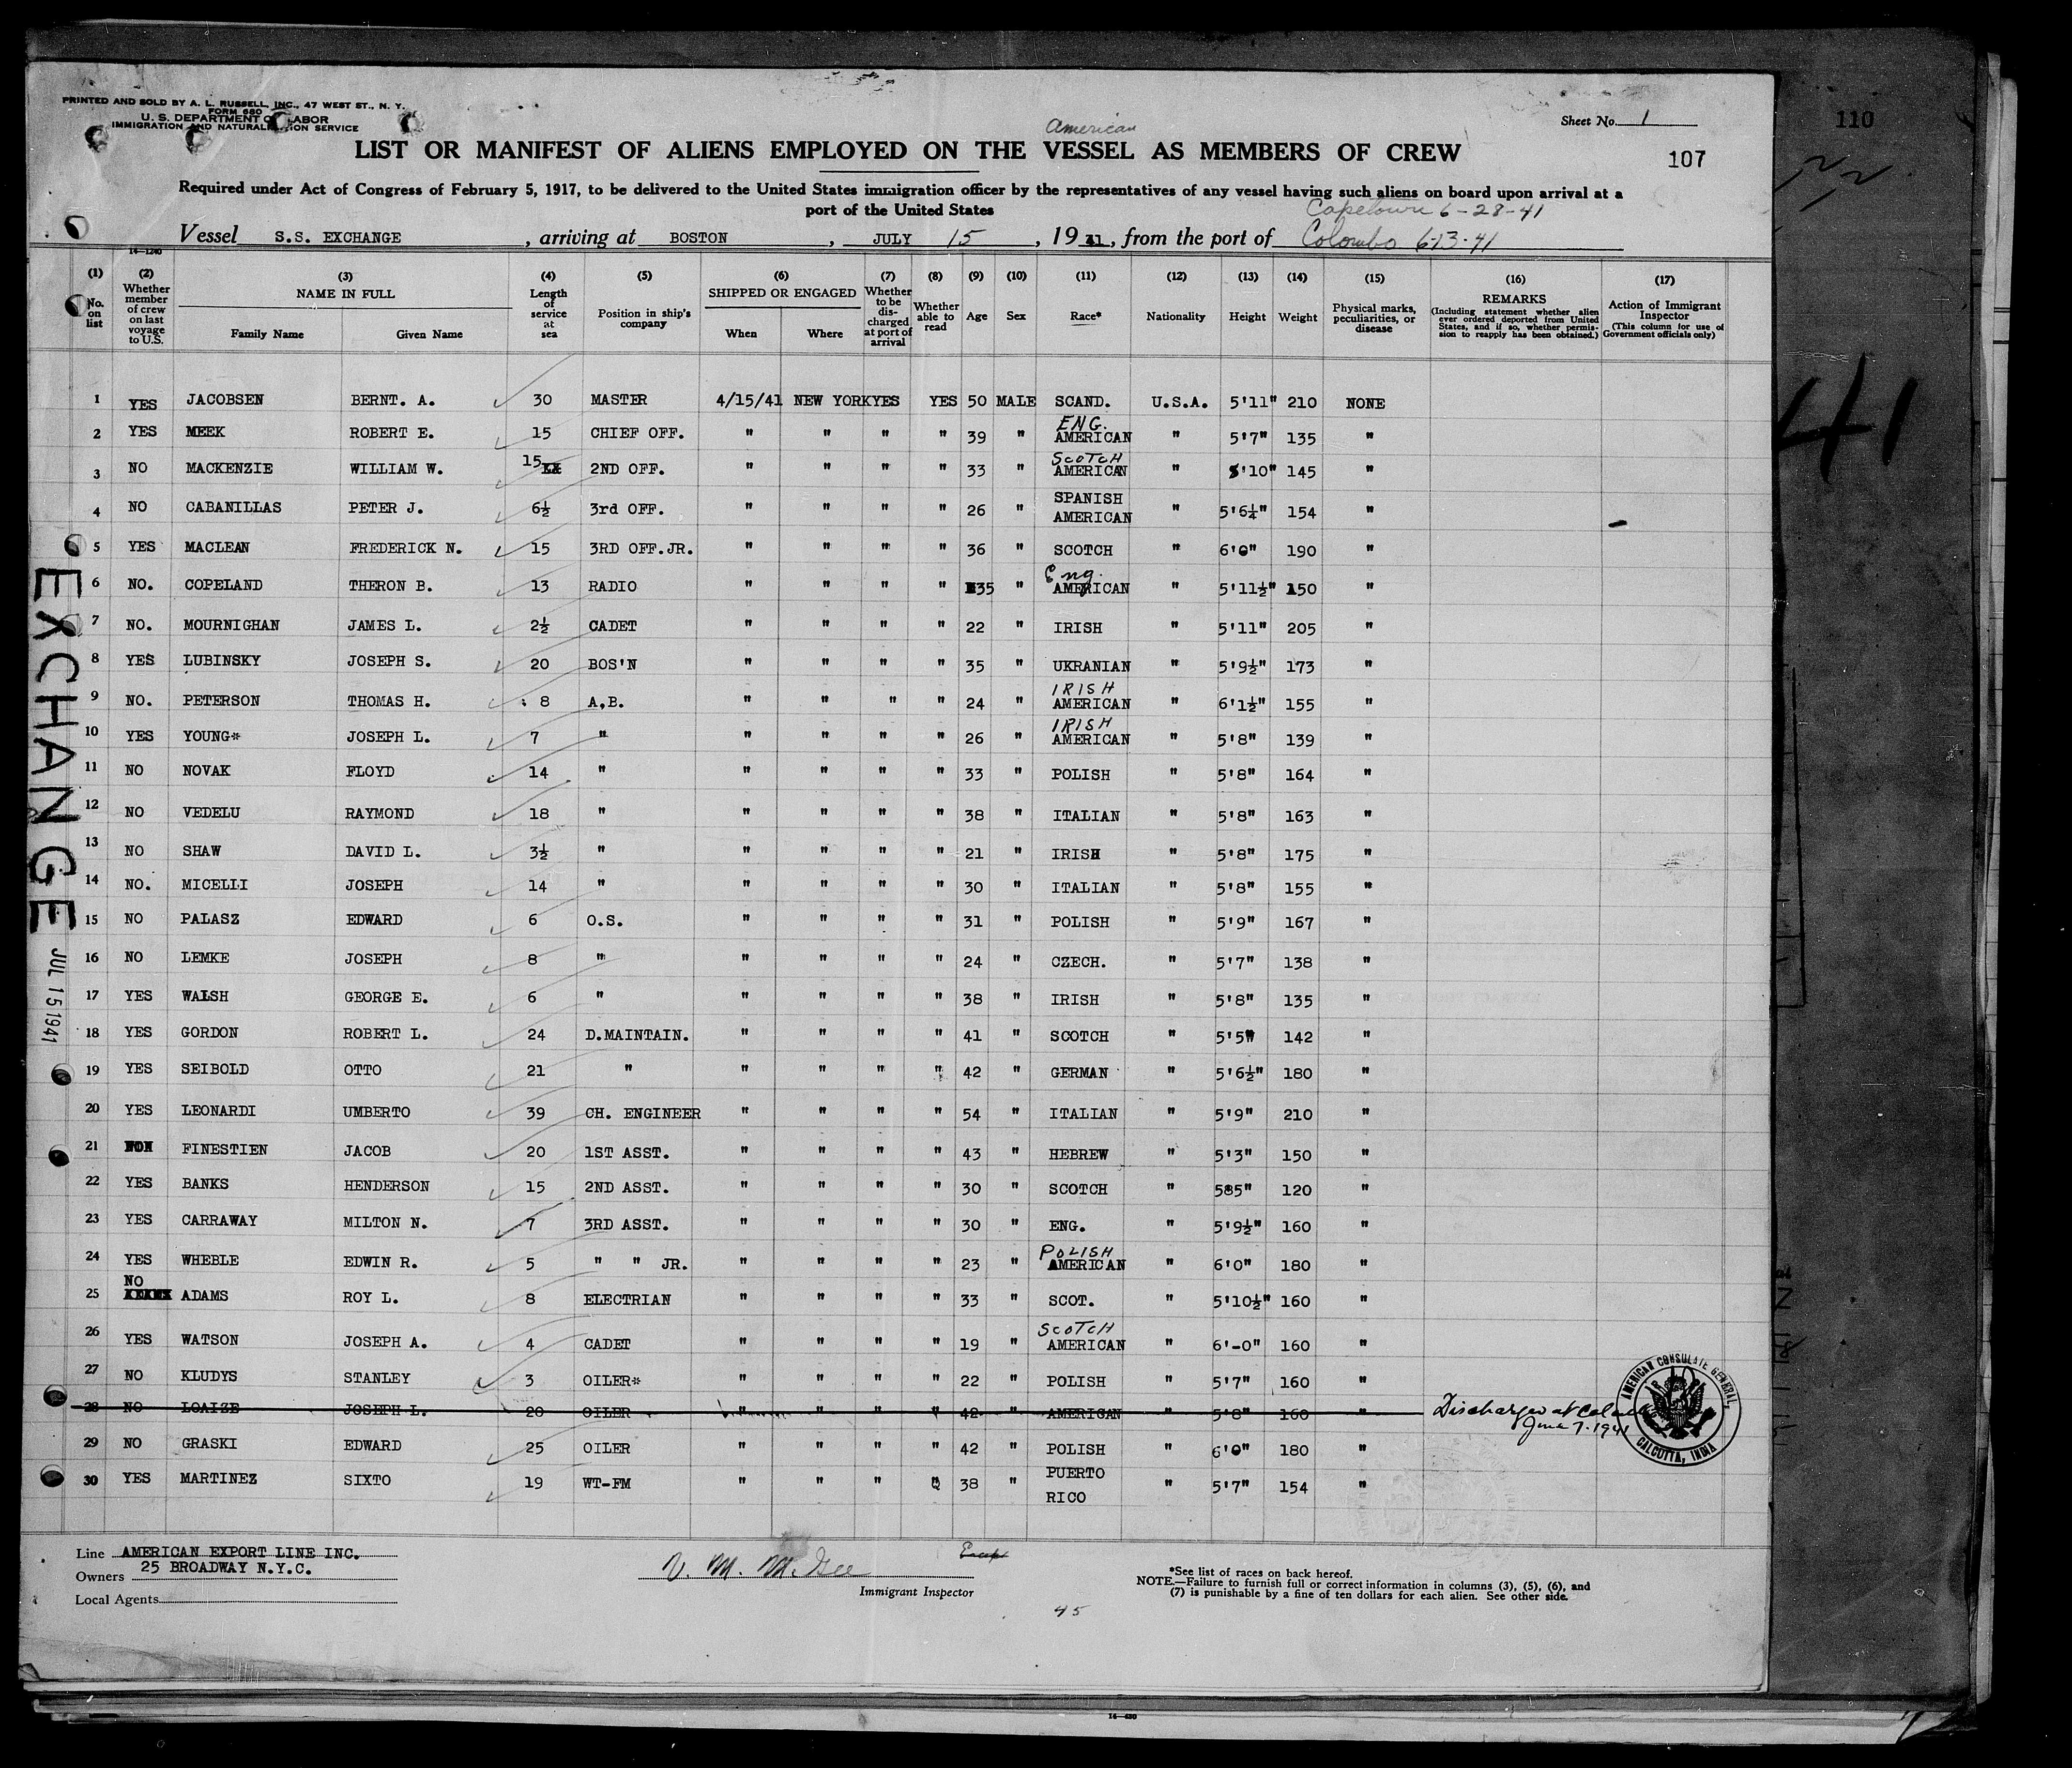 PRINTED AND SOLD BY A. L. RUSSELL, INC., 47 WEST ST., N. Y.
FORM 680
U. S. DEPARTMENT OF LABOR
IMMIGRATION AND NATURALIZATION SERVICE
Sheet No. 1
110
American
LIST OR MANIFEST OF ALIENS EMPLOYED ON THE VESSEL AS MEMBERS OF CREW
107
Required under Act of Congress of February 5, 1917, to be delivered to the United States immigration officer by the representatives of any vessel having such aliens on board upon arrival at a
port of the United States
Capetown 6-28-41
Vessel S.S. EXCHANGE, arriving at BOSTON, JULY 15, 1941, from the port of Colombo 6-13-41
14-1240
(1) (2) (3) (4) (5) (6) (7) (8) (9) (10) (11) (12) (13) (14) (15) (16) (17)
No. on list
Whether member of crew on last voyage to U.S.
NAME IN FULL
Family Name Given Name
Length of service at sea
Position in ship's company
SHIPPED OR ENGAGED
When Where
Whether to be discharged at port of arrival
Whether able to read
Age
Sex
Race*
Nationality
Height
Weight
Physical marks, peculiarities, or disease
REMARKS
(Including statement whether alien ever ordered deported from United States, and if so, whether permission to reapply has been obtained.)
Action of Immigrant Inspector
(This column for use of Government officials only)
1 YES JACOBSEN BERNT. A. 30 MASTER 4/15/41 NEW YORK YES YES 50 MALE SCAND. U.S.A. 5'11" 210 NONE
2 YES MEEK ROBERT E. 15 CHIEF OFF. " " " " 39 " ENG. AMERICAN " 5'7" 135 "
3 NO MACKENZIE WILLIAM W. 15 2ND OFF. " " " " 33 " SCOTCH AMERICAN " 5'10" 145 "
4 NO CABANILLAS PETER J. 6½ 3rd OFF. " " " " 26 " SPANISH AMERICAN " 5'6¼" 154 "
5 YES MACLEAN FREDERICK N. 15 3RD OFF.JR. " " " " 36 " SCOTCH " 6'0" 190 "
6 NO. COPELAND THERON B. 13 RADIO " " " " 35 " Eng. AMERICAN " 5'11½" 150 "
7 NO. MOURNIGHAN JAMES L. 2½ CADET " " " " 22 " IRISH " 5'11" 205 "
8 YES LUBINSKY JOSEPH S. 20 BOS'N " " " " 35 " UKRANIAN " 5'9½" 173 "
9 NO. PETERSON THOMAS H. 8 A.B. " " " " 24 " IRISH AMERICAN " 6'1½" 155 "
10 YES YOUNG* JOSEPH L. 7 " " " " " 26 " IRISH AMERICAN " 5'8" 139 "
11 NO NOVAK FLOYD 14 " " " " " 33 " POLISH " 5'8" 164 "
12 NO VEDELU RAYMOND 18 " " " " " 38 " ITALIAN " 5'8" 163 "
13 NO SHAW DAVID L. 3½ " " " " " 21 " IRISH " 5'8" 175 "
14 NO. MICELLI JOSEPH 14 " " " " " 30 " ITALIAN " 5'8" 155 "
15 NO PALASZ EDWARD 6 O.S. " " " " 31 " POLISH " 5'9" 167 "
16 NO LEMKE JOSEPH 8 " " " " " 24 " CZECH. " 5'7" 138 "
17 YES WALSH GEORGE E. 6 " " " " " 38 " IRISH " 5'8" 135 "
18 YES GORDON ROBERT L. 24 D.MAINTAIN. " " " " 41 " SCOTCH " 5'5" 142 "
19 YES SEIBOLD OTTO 21 " " " " " 42 " GERMAN " 5'6½" 180 "
20 YES LEONARDI UMBERTO 39 CH. ENGINEER " " " " 54 " ITALIAN " 5'9" 210 "
21 FINESTIEN JACOB 20 1ST ASST. " " " " 43 " HEBREW " 5'3" 150 "
22 YES BANKS HENDERSON 15 2ND ASST. " " " " 30 " SCOTCH " 585" 120 "
23 YES CARRAWAY MILTON N. 7 3RD ASST. " " " " 30 " ENG. " 5'9½" 160 "
24 YES WHEBLE EDWIN R. 5 " " JR. " " " " 23 " POLISH AMERICAN " 6'0" 180 "
25 NO ADAMS ROY L. 8 ELECTRIAN " " " " 33 " SCOT. " 5'10½" 160 "
26 YES WATSON JOSEPH A. 4 CADET " " " " 19 " SCOTCH AMERICAN " 6'-0" 160 "
27 NO KLUDYS STANLEY 3 OILER* " " " " 22 " POLISH " 5'7" 160 "
28 NO LOAIZE JOSEPH L. 20 OILER " " " " 42 " AMERICAN " 5'8" 160 " Discharged at
June 7-1941
29 NO GRASKI EDWARD 25 OILER " " " " 42 " POLISH " 6'0" 180 "
30 YES MARTINEZ SIXTO 19 WT-FM " " " " 38 " PUERTO RICO " 5'7" 154 "
AMERICAN CONSULATE GENERAL,
CALCUTTA, INDIA
EXCHANGE
JUL 15 1941
41
Line AMERICAN EXPORT LINE INC.
Owners 25 BROADWAY N.Y.C.
Local Agents
Immigrant Inspector
*See list of races on back hereof.
NOTE.—Failure to furnish full or correct information in columns (3), (5), (6), and
(7) is punishable by a fine of ten dollars for each alien. See other side.
45